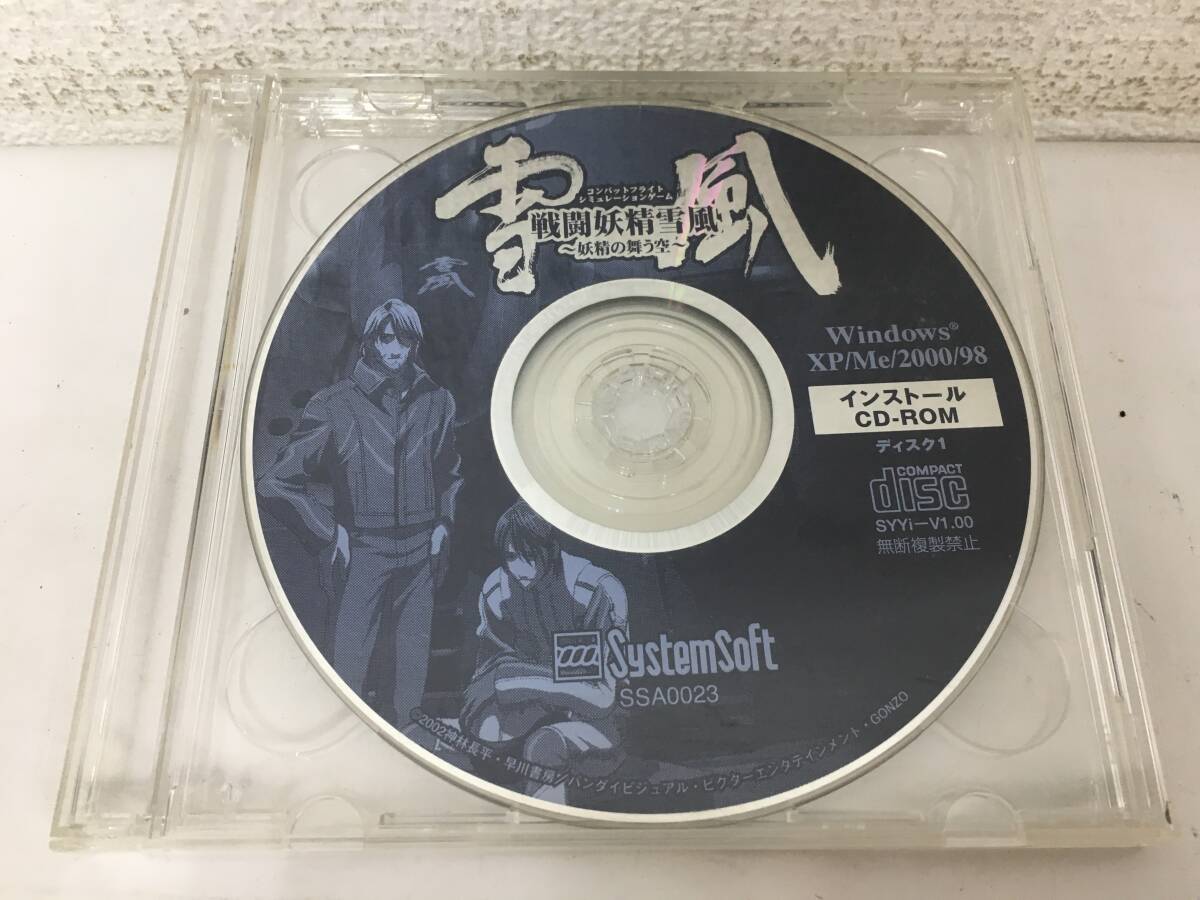 雪風
コンバットフライト
シミュレーションゲーム
戦闘妖精雪風
～妖精の舞う空～
Windows®
XP/Me/2000/98
インストール
CD-ROM
ディスク1
COMPACT
disc
SYYi-V1.00
無断複製禁止
SystemSoft
SSA0023
©2002神林長平・早川書房/バンダイビジュアル・ビクターエンタテインメント・GONZO